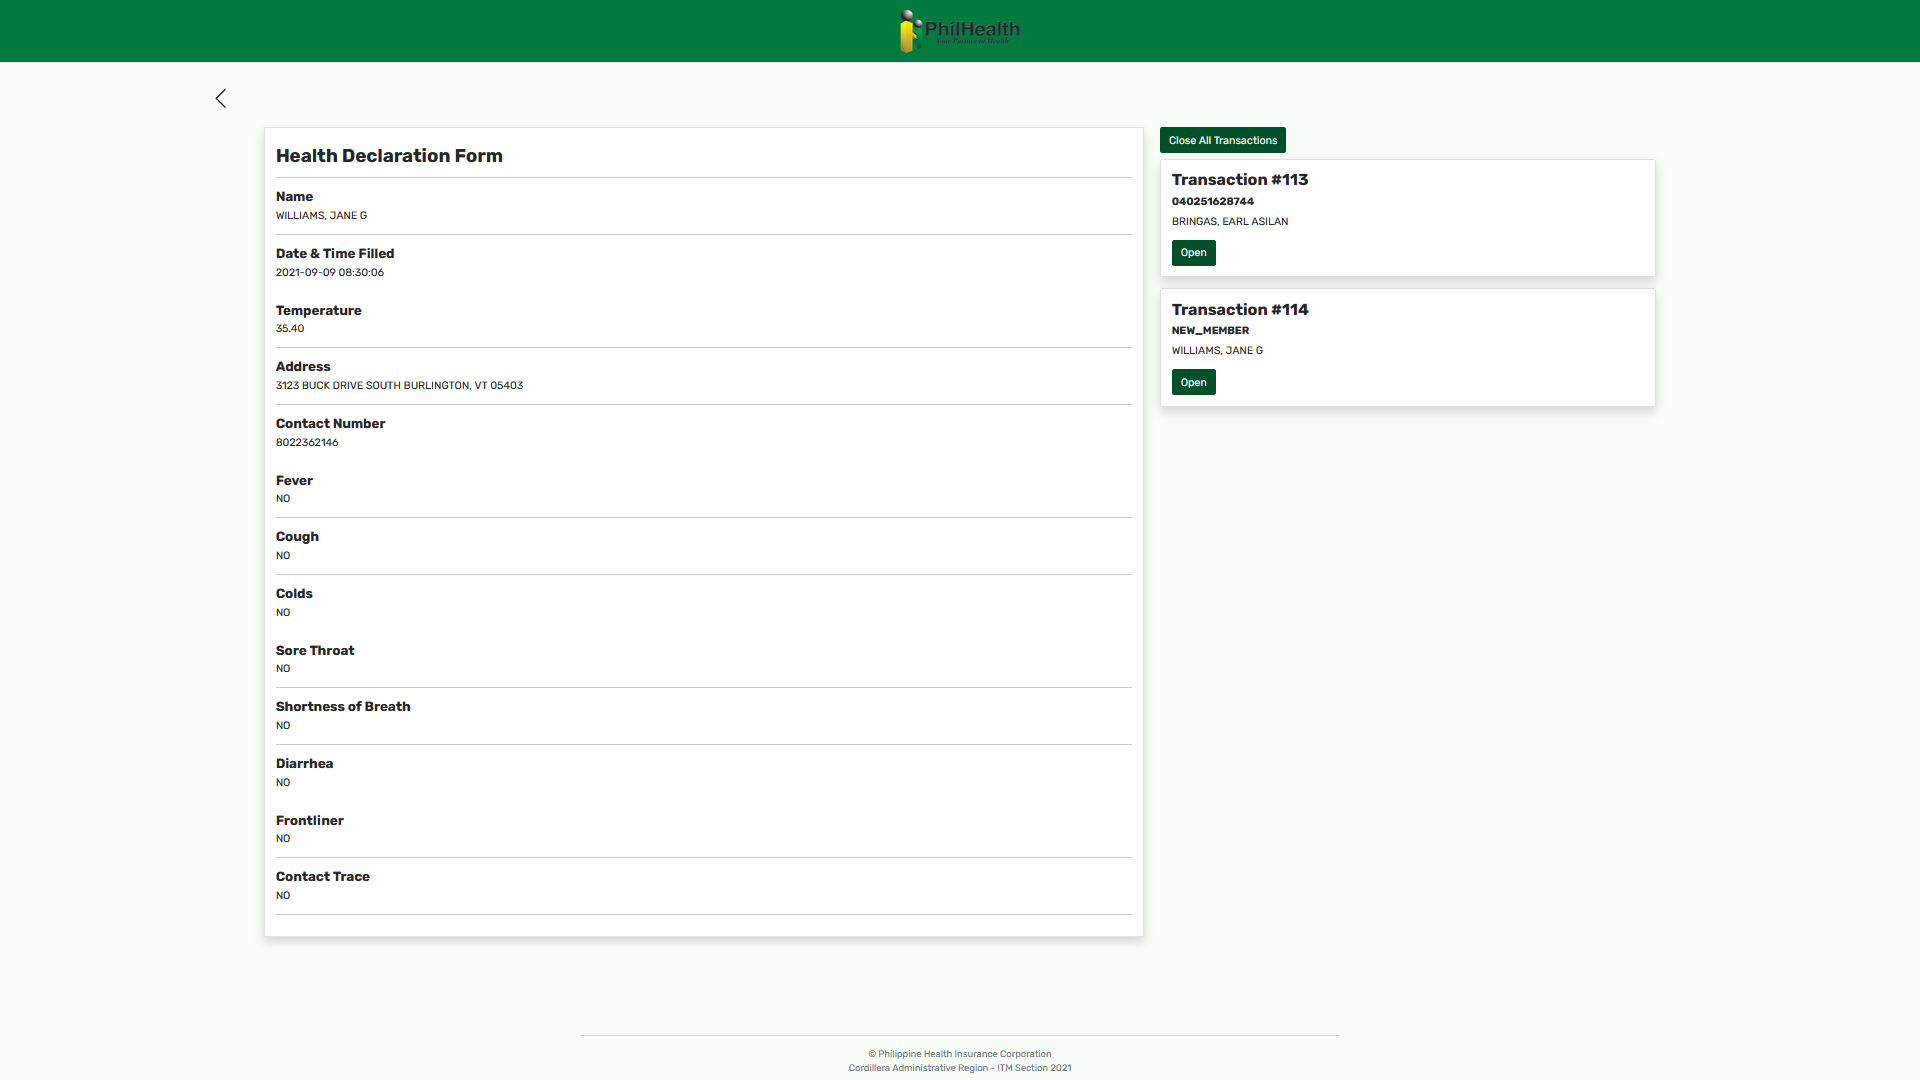 PhilHealth
Your Partner in Health
Health Declaration Form
Name
WILLIAMS, JANE G
Date & Time Filled
2021-09-09 08:30:06
Temperature
35.40
Address
3123 BUCK DRIVE SOUTH BURLINGTON, VT 05403
Contact Number
8022362146
Fever
NO
Cough
NO
Colds
NO
Sore Throat
NO
Shortness of Breath
NO
Diarrhea
NO
Frontliner
NO
Contact Trace
NO
Close All Transactions
Transaction #113
040251628744
BRINGAS, EARL ASILAN
Open
Transaction #114
NEW_MEMBER
WILLIAMS, JANE G
Open
© Philippine Health Insurance Corporation
Cordillera Administrative Region - ITM Section 2021